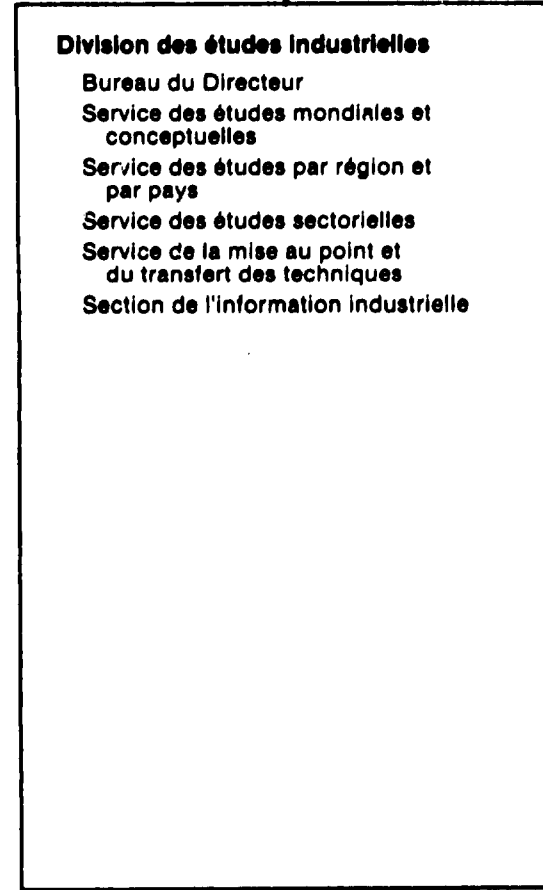 Division des études industrielles
Bureau du Directeur
Service des études mondiales et
conceptuelles
Service des études par région et
par pays
Service des études sectorielles
Service de la mise au point et
du transfert des techniques
Section de l'information industrielle